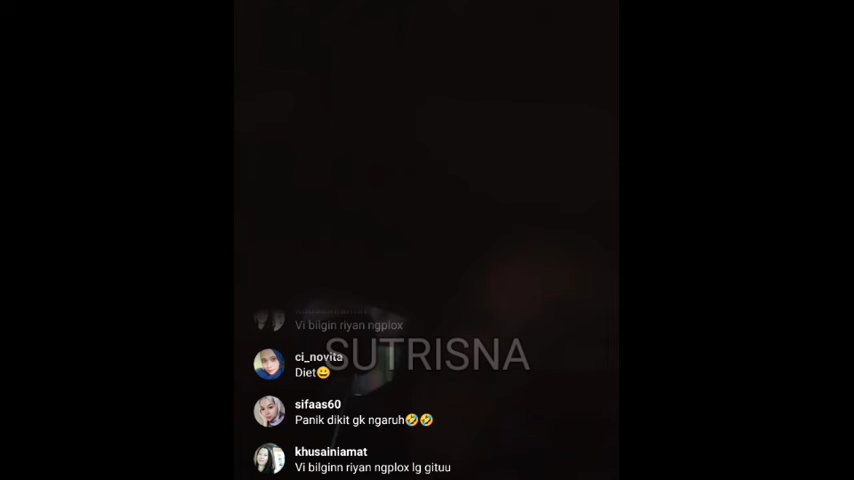 Vi bilgin riyan ngplox
ci_novita
SUTRISNA
Diet😄
sifaas60
Panik dikit gk ngaruh🤣🤣
khusainiamat
Vi bilginn riyan ngplox lg gituu